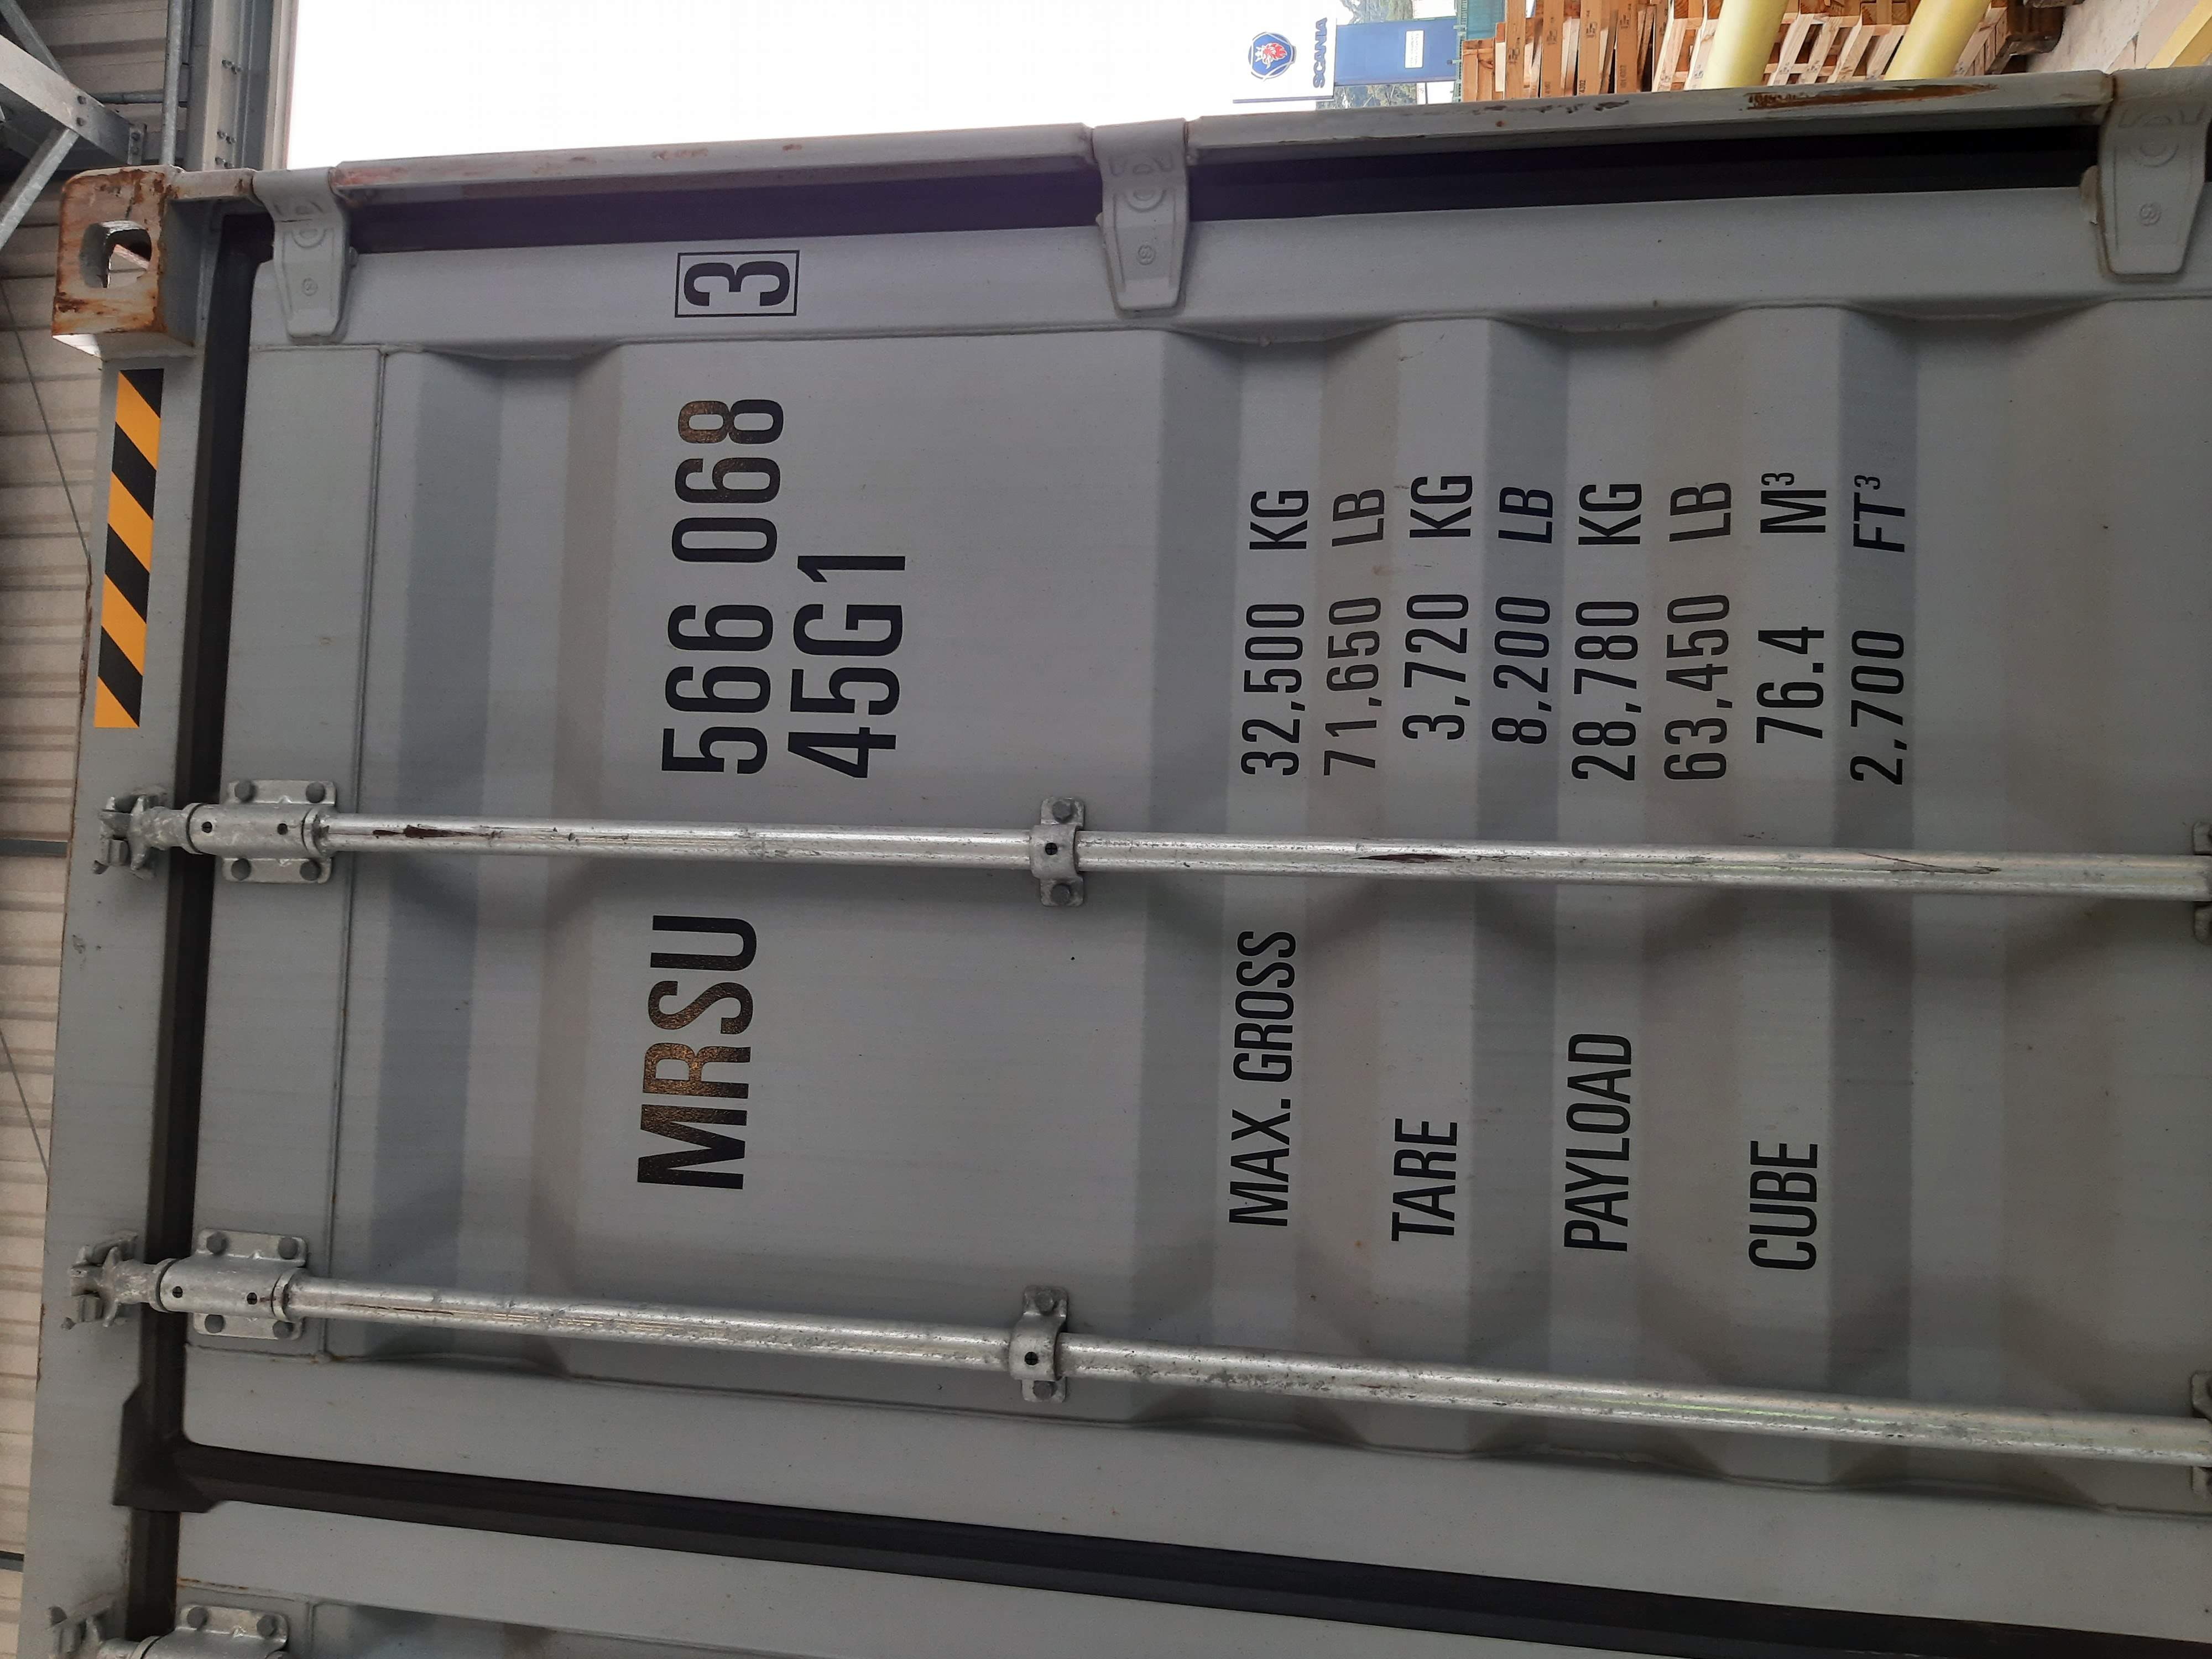 MRSU 566 068 3
45G1
MAX. GROSS 32,500 KG
71,650 LB
TARE 3,720 KG
8,200 LB
PAYLOAD 28,780 KG
63,450 LB
CUBE 76.4 M³
2,700 FT³
SCANIA